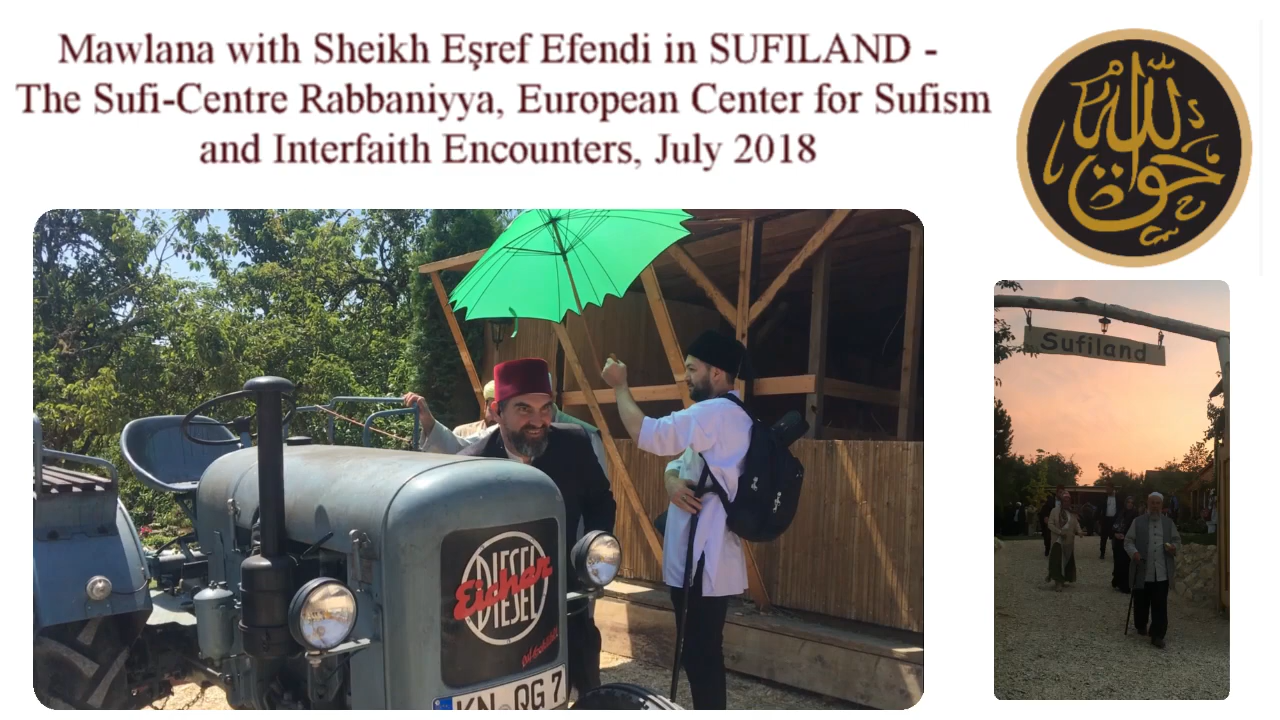 Mawlana with Sheikh Eşref Efendi in SUFILAND -
The Sufi-Centre Rabbaniyya, European Center for Sufism
and Interfaith Encounters, July 2018
Sufiland
DIESEL
Eicher
DIESEL
KN QG 7